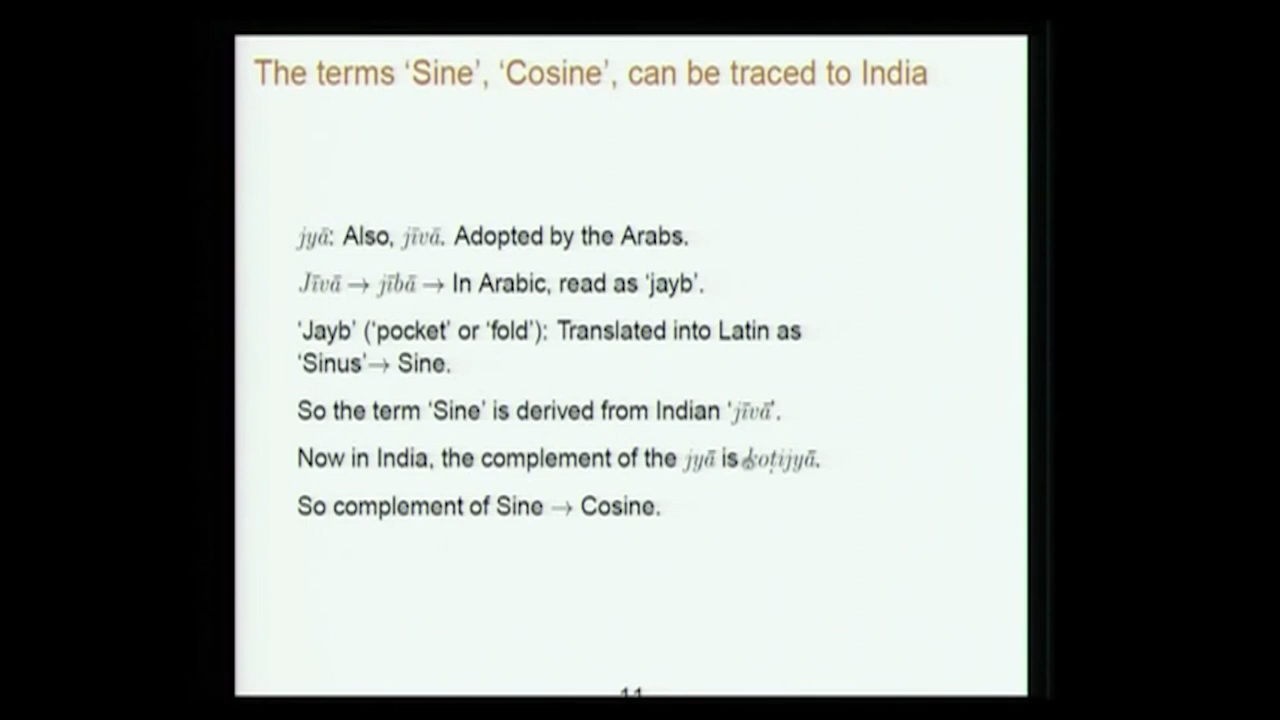 The terms ‘Sine’, ‘Cosine’, can be traced to India
jyā: Also, jīvā. Adopted by the Arabs.
Jīvā → jībā → In Arabic, read as ‘jayb’.
‘Jayb’ (‘pocket’ or ‘fold’): Translated into Latin as
‘Sinus’→ Sine.
So the term ‘Sine’ is derived from Indian ‘jīvā’.
Now in India, the complement of the jyā is koṭijyā.
So complement of Sine → Cosine.
11